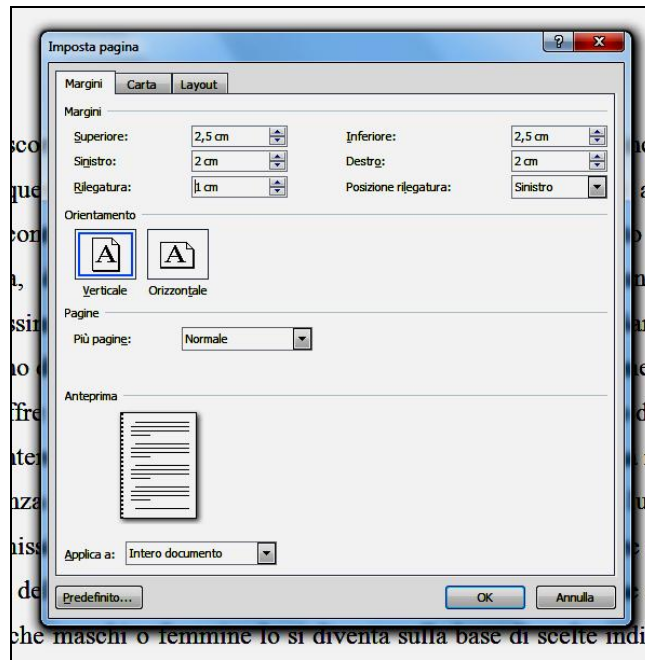 Imposta pagina
Margini Carta Layout
Margini
Superiore: 2,5 cm Inferiore: 2,5 cm
Sinistro: 2 cm Destro: 2 cm
Rilegatura: 1 cm Posizione rilegatura: Sinistro
Orientamento
A A
Verticale Orizzontale
Pagine
Più pagine: Normale
Anteprima
Applica a: Intero documento
Predefinito... OK Annulla
che maschi o femmine lo si diventa sulla base di scelte indi